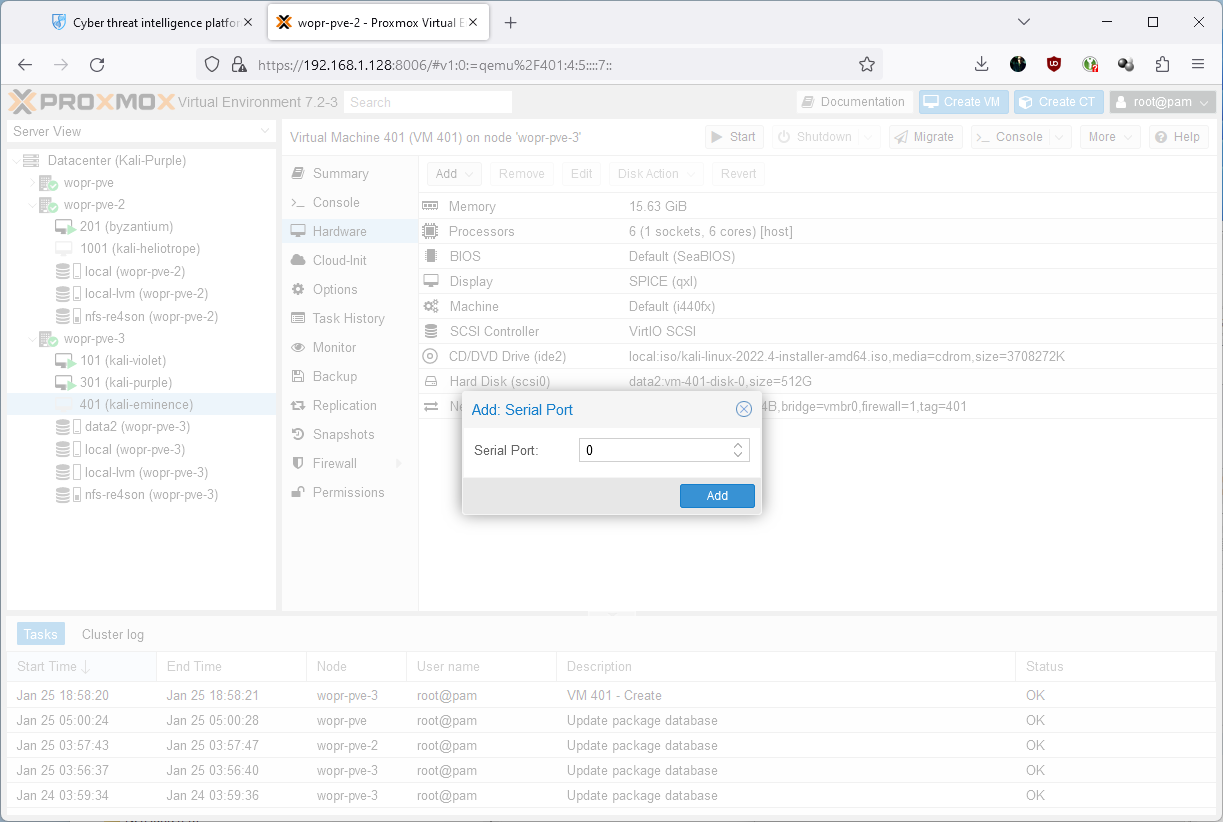 Cyber threat intelligence platfor
wopr-pve-2 - Proxmox Virtual E
https://192.168.1.128:8006/#v1:0:=qemu%2F401:4:5::::7::
PROXMOX Virtual Environment 7.2-3
Search
Documentation
Create VM
Create CT
root@pam
Server View
Virtual Machine 401 (VM 401) on node 'wopr-pve-3'
Start
Shutdown
Migrate
Console
More
Help
Datacenter (Kali-Purple)
wopr-pve
wopr-pve-2
201 (byzantium)
1001 (kali-heliotrope)
local (wopr-pve-2)
local-lvm (wopr-pve-2)
nfs-re4son (wopr-pve-2)
wopr-pve-3
101 (kali-violet)
301 (kali-purple)
401 (kali-eminence)
data2 (wopr-pve-3)
local (wopr-pve-3)
local-lvm (wopr-pve-3)
nfs-re4son (wopr-pve-3)
Summary
Console
Hardware
Cloud-Init
Options
Task History
Monitor
Backup
Replication
Snapshots
Firewall
Permissions
Add
Remove
Edit
Disk Action
Revert
Memory 15.63 GiB
Processors 6 (1 sockets, 6 cores) [host]
BIOS Default (SeaBIOS)
Display SPICE (qxl)
Machine Default (i440fx)
SCSI Controller VirtIO SCSI
CD/DVD Drive (ide2) local:iso/kali-linux-2022.4-installer-amd64.iso,media=cdrom,size=3708272K
Hard Disk (scsi0) data2:vm-401-disk-0,size=512G
4B,bridge=vmbr0,firewall=1,tag=401
Add: Serial Port
Serial Port: 0
Add
Tasks
Cluster log
Start Time End Time Node User name Description Status
Jan 25 18:58:20 Jan 25 18:58:21 wopr-pve-3 root@pam VM 401 - Create OK
Jan 25 05:00:24 Jan 25 05:00:28 wopr-pve root@pam Update package database OK
Jan 25 03:57:43 Jan 25 03:57:47 wopr-pve-2 root@pam Update package database OK
Jan 25 03:56:37 Jan 25 03:56:40 wopr-pve-3 root@pam Update package database OK
Jan 24 03:59:34 Jan 24 03:59:36 wopr-pve-3 root@pam Update package database OK